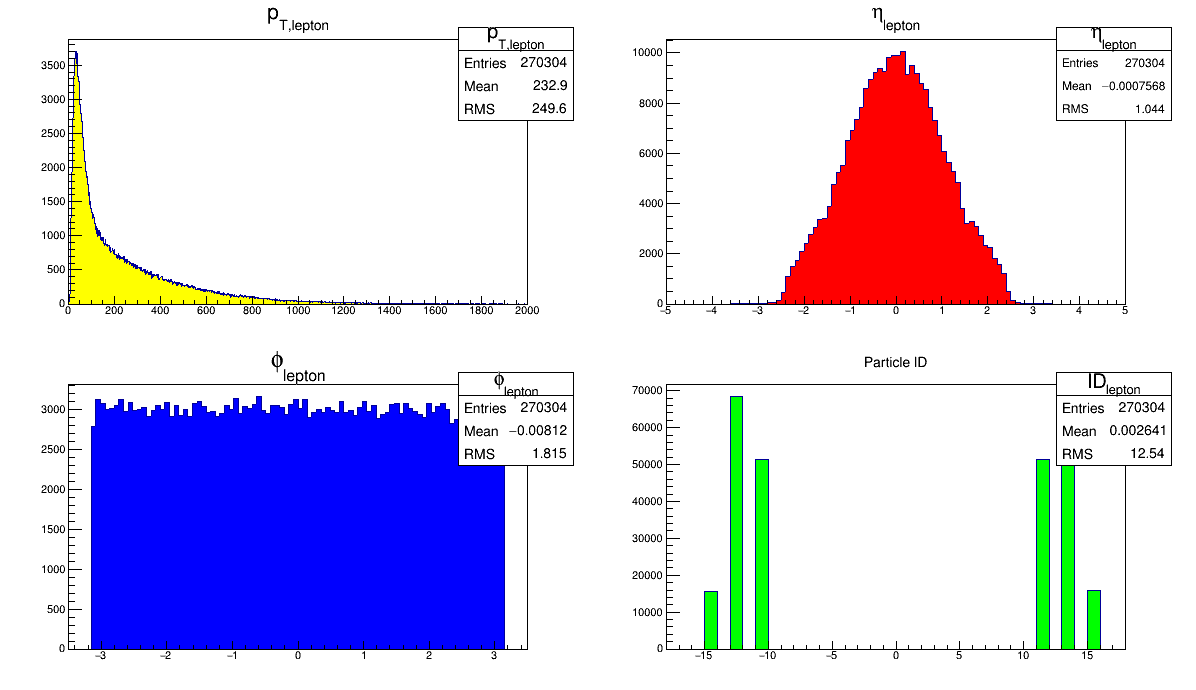 p_T,lepton
p_T,lepton
Entries 270304
Mean 232.9
RMS 249.6
3500
3000
2500
2000
1500
1000
500
0
0 200 400 600 800 1000 1200 1400 1600 1800 2000
η_lepton
η_lepton
Entries 270304
Mean −0.0007568
RMS 1.044
10000
8000
6000
4000
2000
0
−5 −4 −3 −2 −1 0 1 2 3 4 5
ϕ_lepton
ϕ_lepton
Entries 270304
Mean −0.00812
RMS 1.815
3000
2500
2000
1500
1000
500
0
−3 −2 −1 0 1 2 3
Particle ID
ID_lepton
Entries 270304
Mean 0.002641
RMS 12.54
70000
60000
50000
40000
30000
20000
10000
0
−15 −10 −5 0 5 10 15